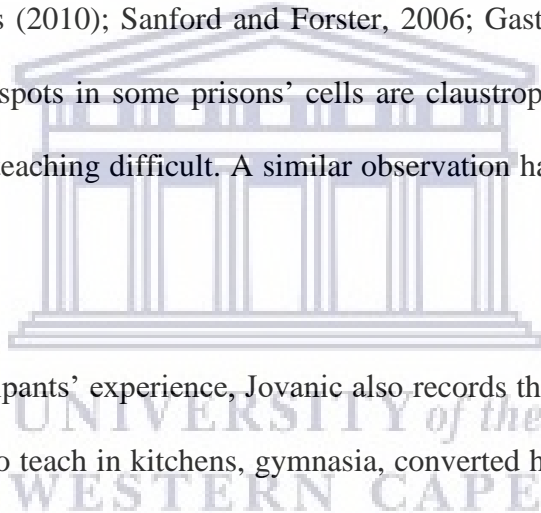 s (2010); Sanford and Forster, 2006; Gast
spots in some prisons’ cells are claustrop
eaching difficult. A similar observation ha
ipants’ experience, Jovanic also records th
UNIVERSITY of the
o teach in kitchens, gymnasia, converted h
WESTERN CAPE